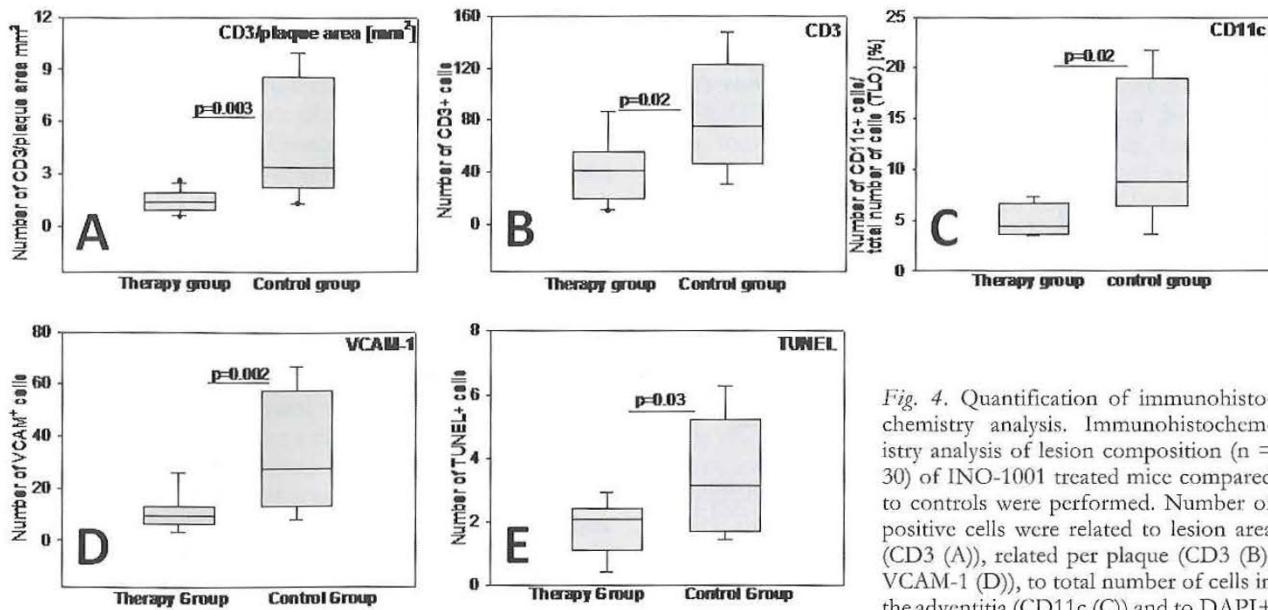 12
9
6
3
0
Number of CD3/plaque area mm²
CD3/plaque area [mm²]
p=0.003
A
Therapy group
Control group
160
120
80
40
0
Number of CD3+ cells
CD3
p=0.02
B
Therapy group
Control group
25
20
15
10
5
0
Number of CD11c+ cells/
total number of cells (TLO) [%]
CD11c
p=0.02
C
Therapy group
control group
80
60
40
20
0
Number of VCAM⁺ cells
VCAM-1
p=0.002
D
Therapy Group
Control Group
8
6
4
2
0
Number of TUNEL+ cells
TUNEL
p=0.03
E
Therapy Group
Control Group
Fig. 4. Quantification of immunohisto-
chemistry analysis. Immunohistochem-
istry analysis of lesion composition (n =
30) of INO-1001 treated mice compared
to controls were performed. Number of
positive cells were related to lesion area
(CD3 (A)), related per plaque (CD3 (B),
VCAM-1 (D)), to total number of cells in
the adventitia (CD11c (C)) and to DAPI+